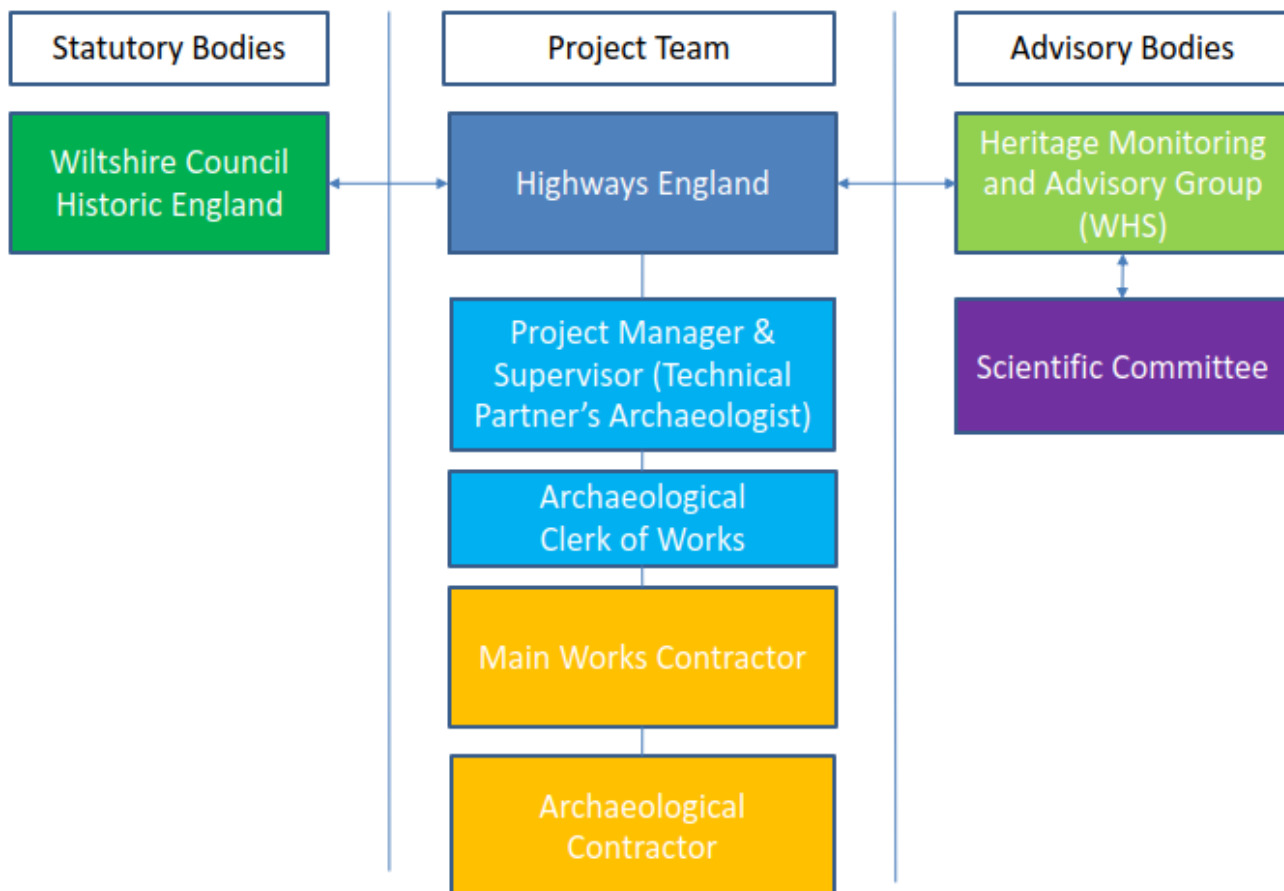 Statutory Bodies
Project Team
Advisory Bodies
Wiltshire Council
Historic England
Highways England
Heritage Monitoring
and Advisory Group
(WHS)
Project Manager &
Supervisor (Technical
Partner’s Archaeologist)
Scientific Committee
Archaeological
Clerk of Works
Main Works Contractor
Archaeological
Contractor